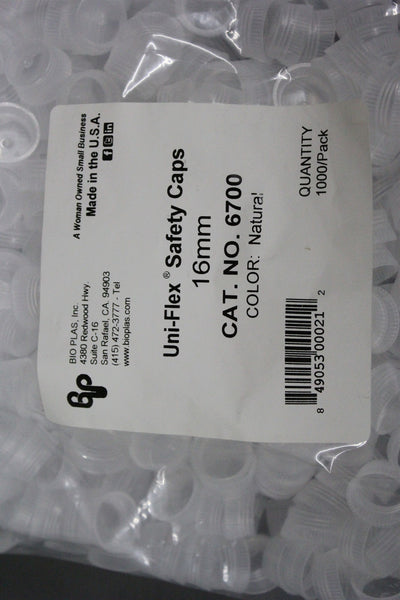 BIO PLAS, Inc
4380 Redwood Hwy.
Suite C-16
San Rafael, CA. 94903
(415) 472-3777 - Tel
www.bioplas.com
A Woman Owned Small Business
Made in the U.S.A.
Uni-Flex® Safety Caps
16mm
CAT. NO. 6700
COLOR: Natural
QUANTITY
1000/Pack
8 49053 00021 2